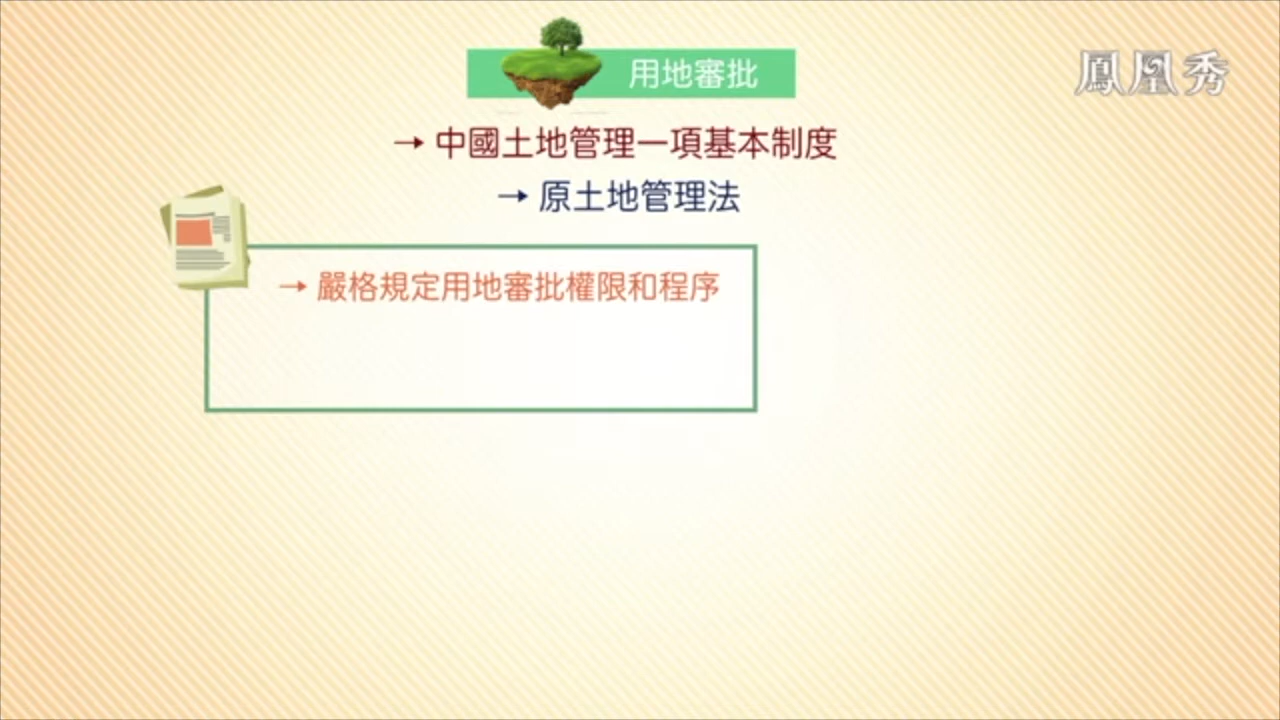 用地審批
鳳凰秀
→ 中國土地管理一項基本制度
→ 原土地管理法
→ 嚴格規定用地審批權限和程序